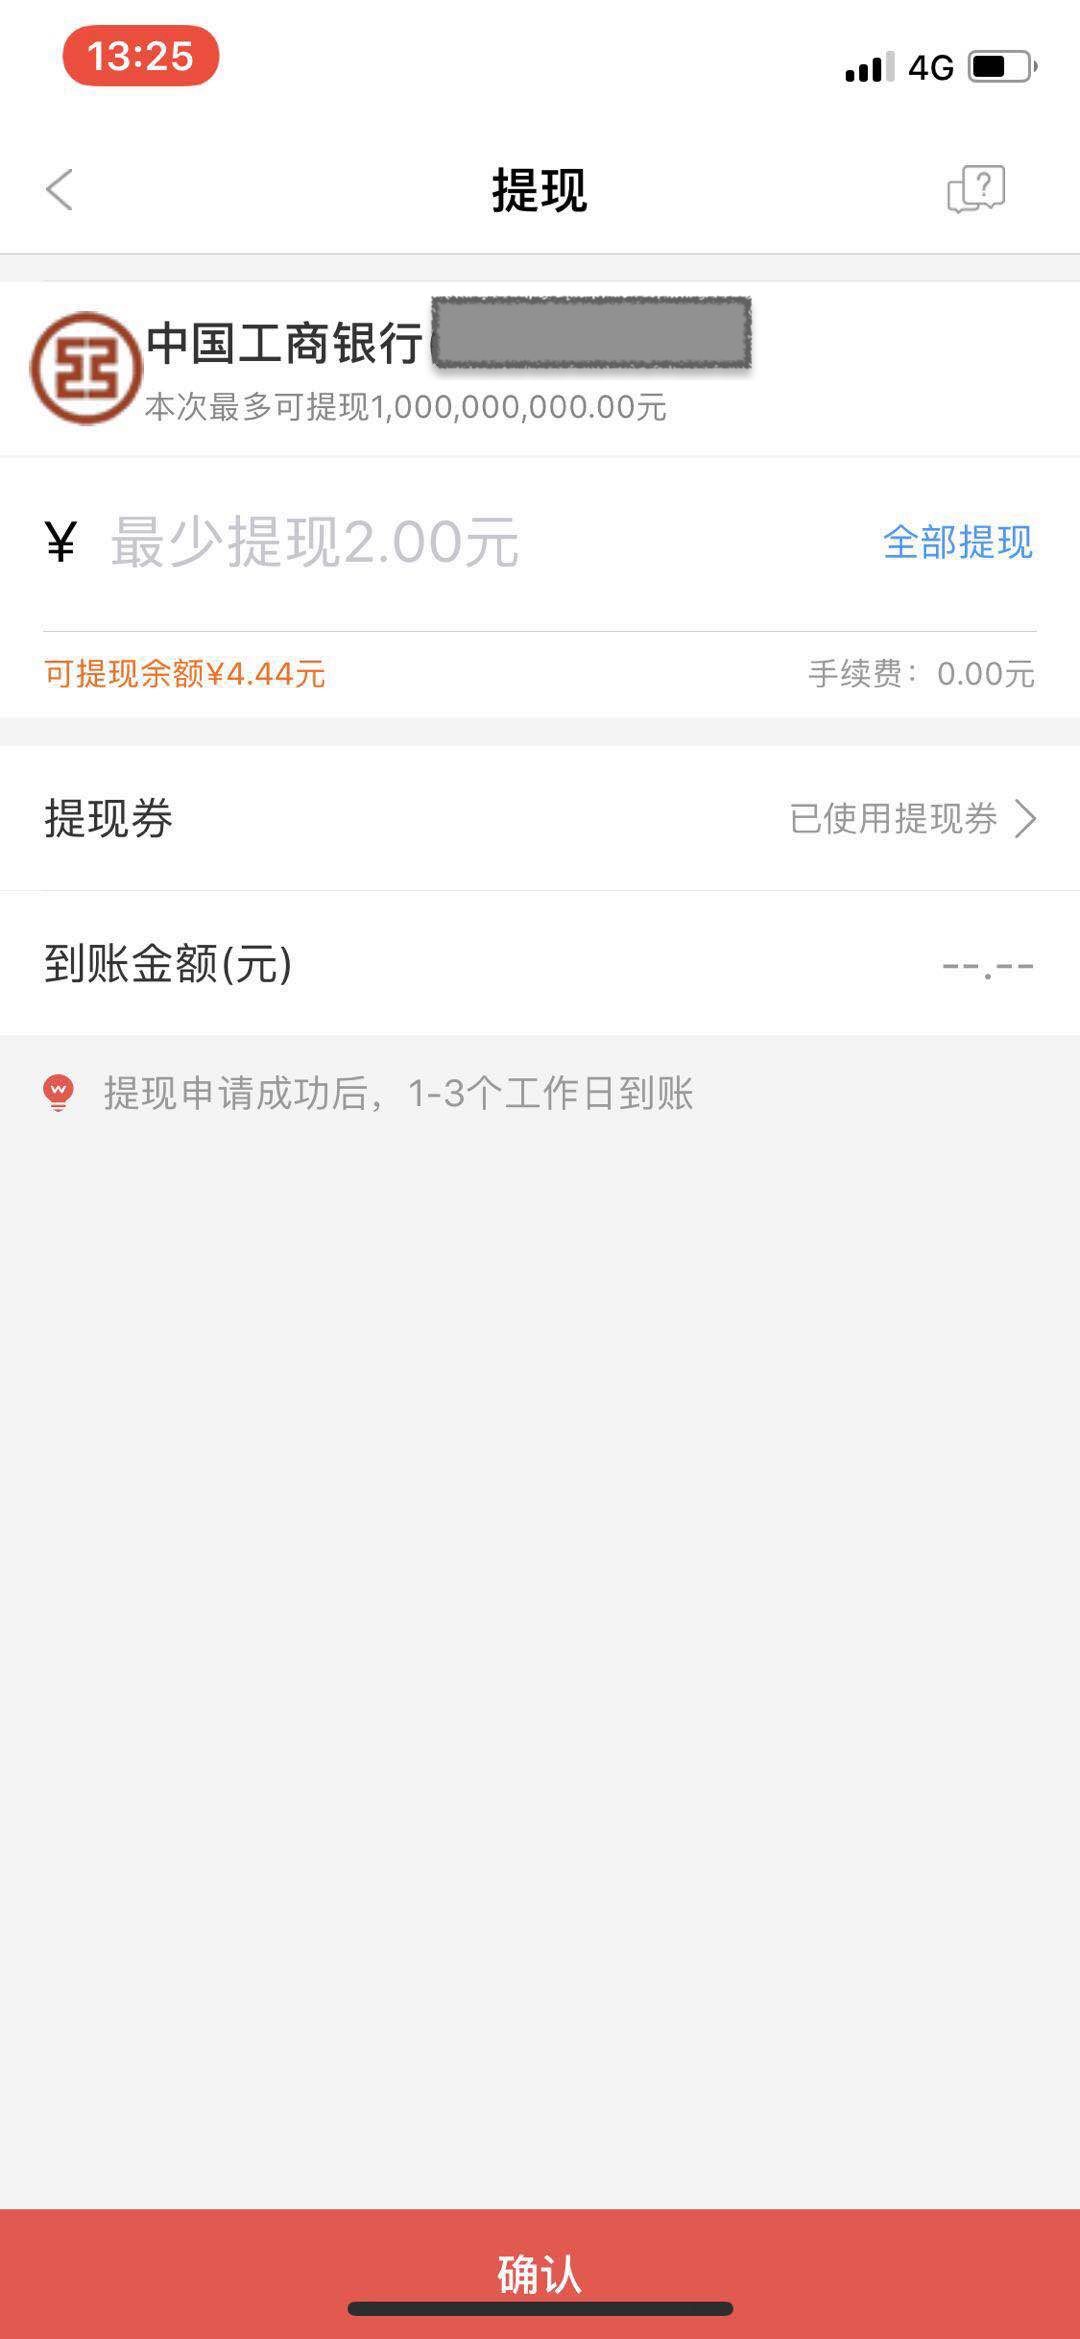 13:25
4G
提现
中国工商银行
本次最多可提现1,000,000,000.00元
¥ 最少提现2.00元 全部提现
可提现余额¥4.44元 手续费：0.00元
提现券 已使用提现券
到账金额(元) --.--
提现申请成功后，1-3个工作日到账
确认